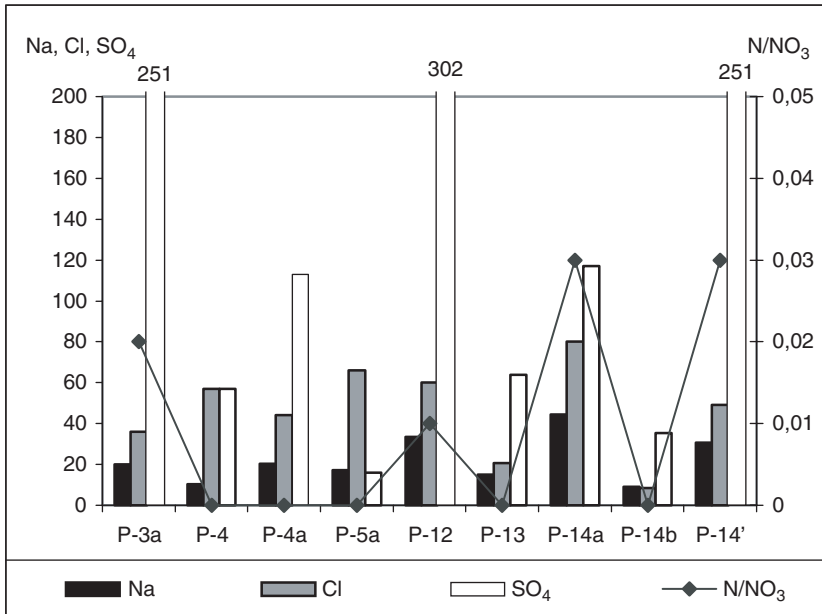 Na, Cl, SO₄ N/NO₃
251 302 251
200 0,05
180
160 0,04
140
120 0,03
100
80 0,02
60
40 0,01
20
0 0
P-3a P-4 P-4a P-5a P-12 P-13 P-14a P-14b P-14’
Na Cl SO₄ N/NO₃